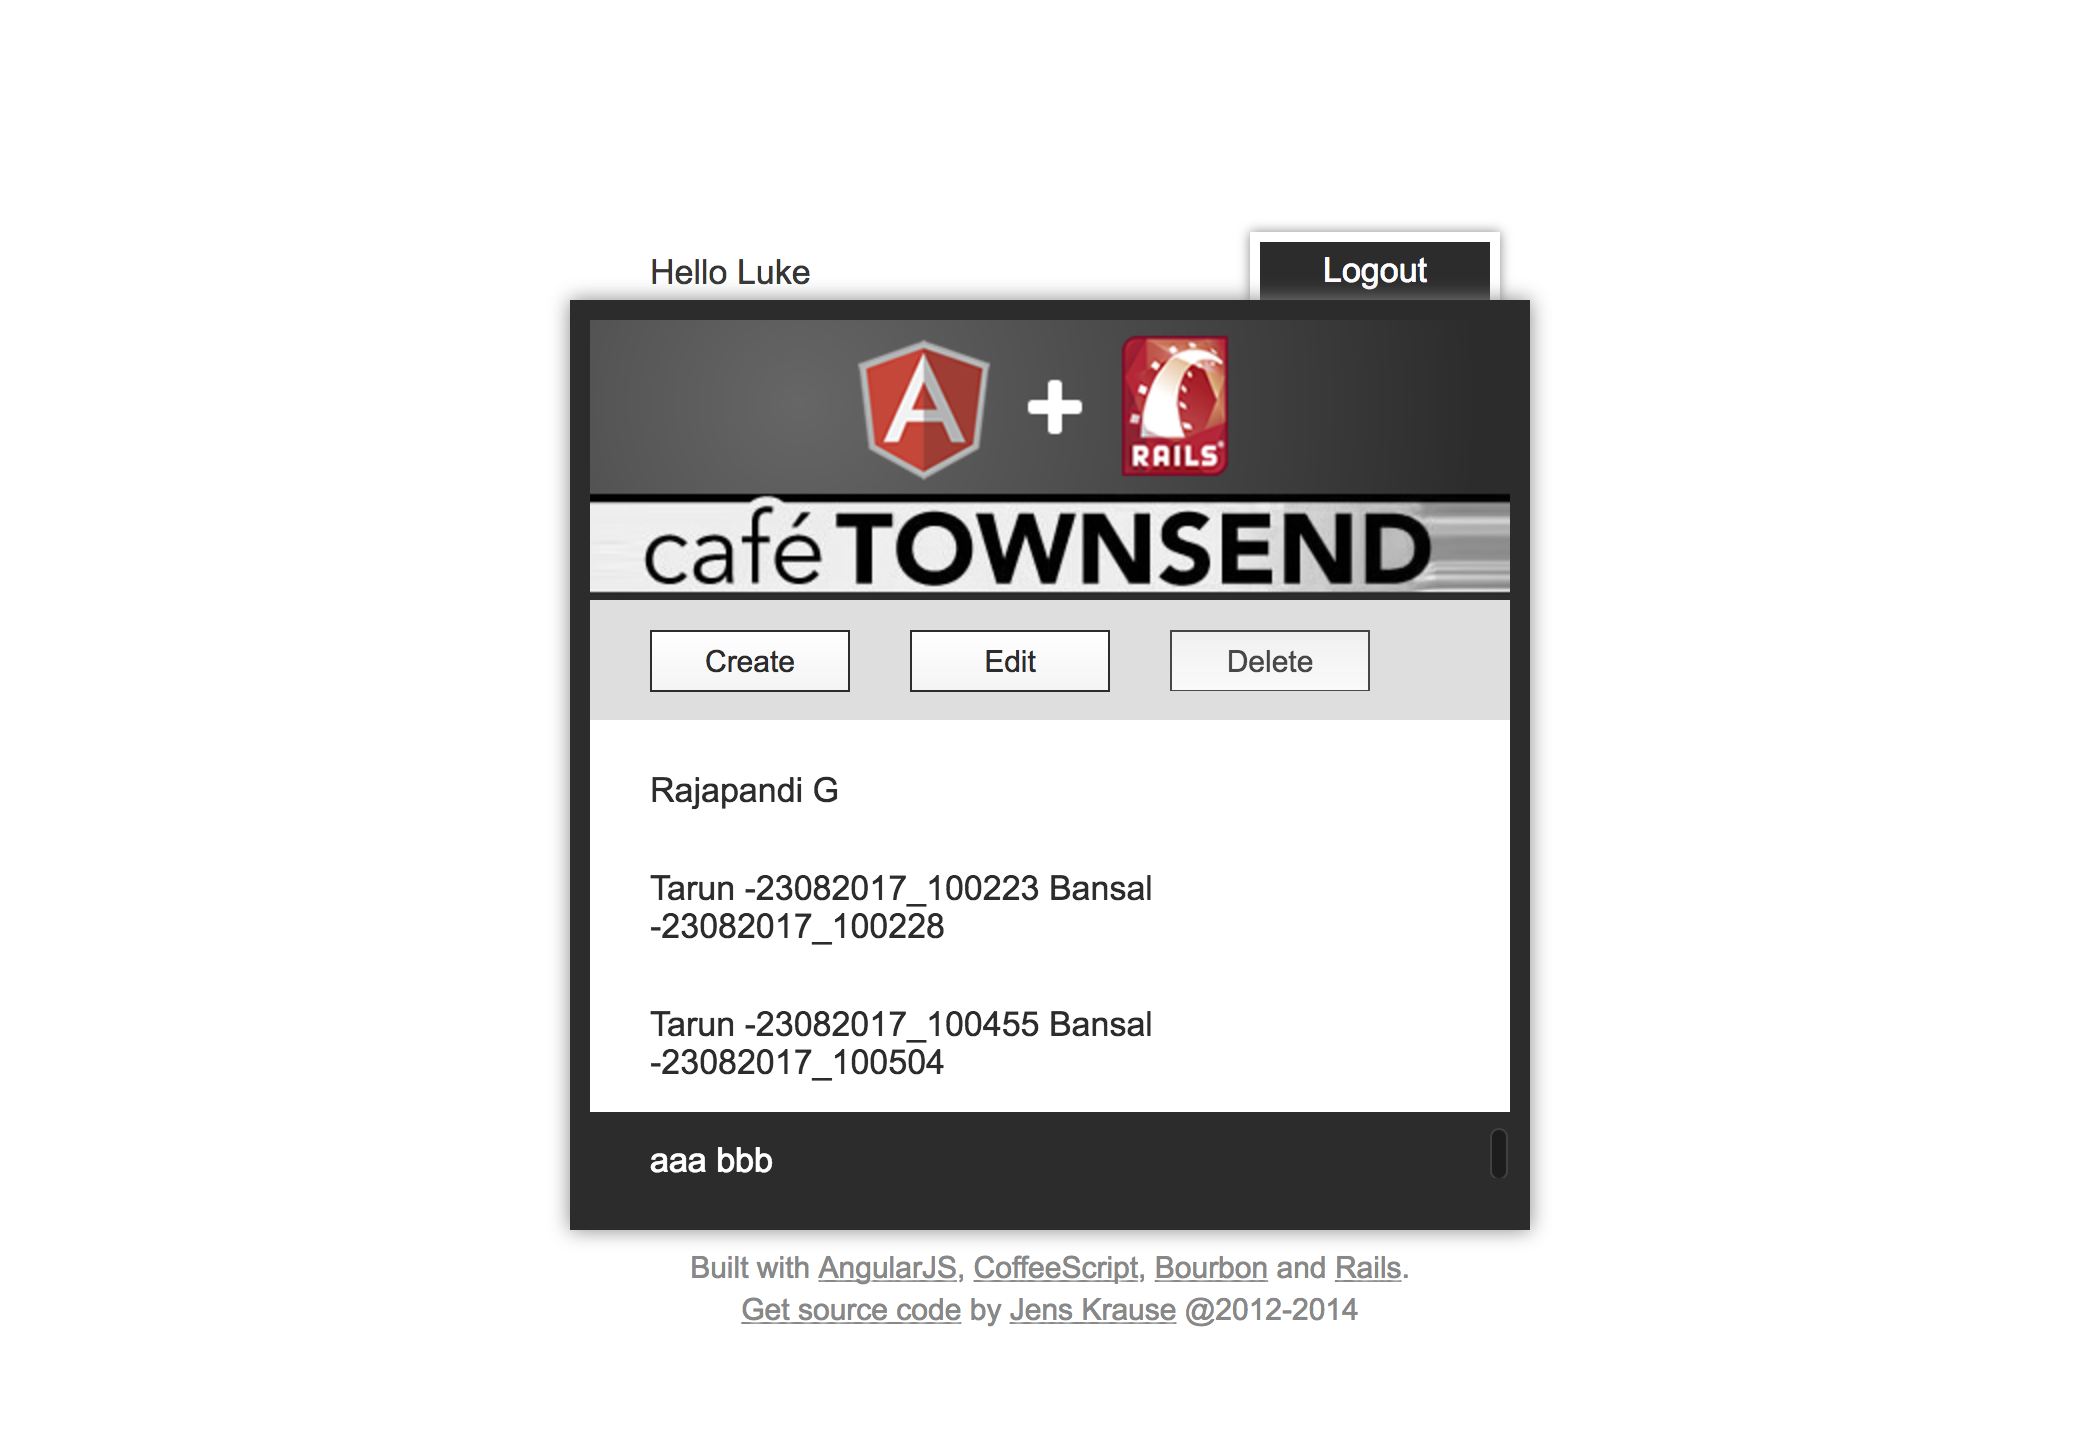 Hello Luke
Logout
A
RAILS
café TOWNSEND
Create
Edit
Delete
Rajapandi G
Tarun -23082017_100223 Bansal
-23082017_100228
Tarun -23082017_100455 Bansal
-23082017_100504
aaa bbb
Built with AngularJS, CoffeeScript, Bourbon and Rails.
Get source code by Jens Krause @2012-2014